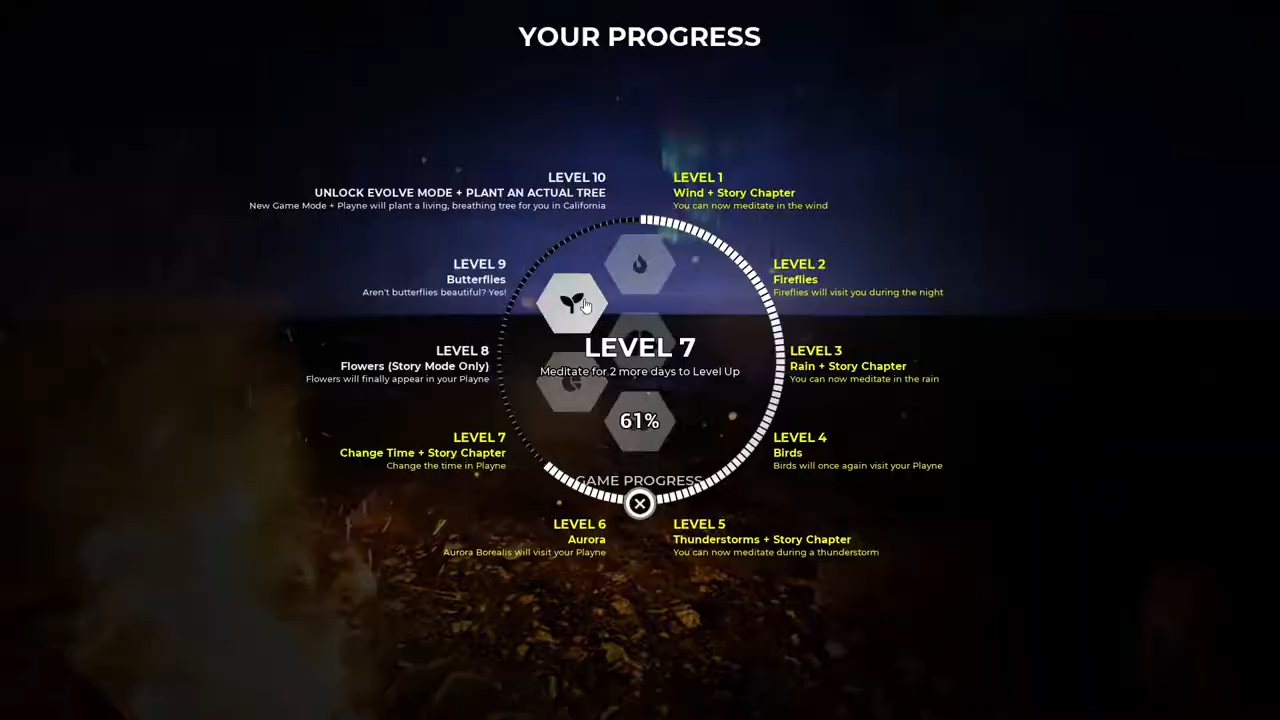 YOUR PROGRESS
LEVEL 10
UNLOCK EVOLVE MODE + PLANT AN ACTUAL TREE
New Game Mode + Playne will plant a living, breathing tree for you in California
LEVEL 1
Wind + Story Chapter
You can now meditate in the wind
LEVEL 9
Butterflies
Aren't butterflies beautiful? Yes!
LEVEL 2
Fireflies
Fireflies will visit you during the night
LEVEL 8
Flowers (Story Mode Only)
Flowers will finally appear in your Playne
LEVEL 7
Meditate for 2 more days to Level Up
61%
GAME PROGRESS
LEVEL 3
Rain + Story Chapter
You can now meditate in the rain
LEVEL 7
Change Time + Story Chapter
Change the time in Playne
LEVEL 4
Birds
Birds will once again visit your Playne
LEVEL 6
Aurora
Aurora Borealis will visit your Playne
LEVEL 5
Thunderstorms + Story Chapter
You can now meditate during a thunderstorm